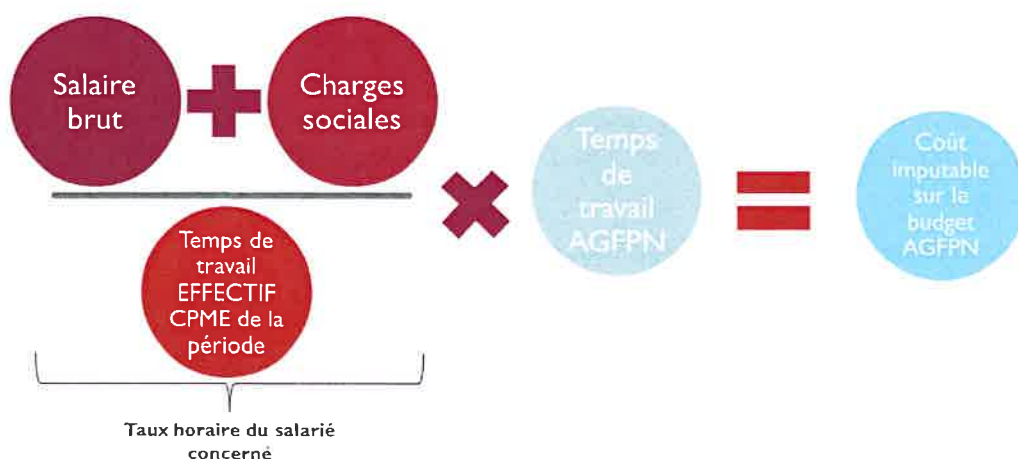 Salaire
brut
Charges
sociales
Temps de
travail
EFFECTIF
CPME de la
période
Temps
de
travail
AGFPN
Coût
imputable
sur le
budget
AGFPN
Taux horaire du salarié
concerné